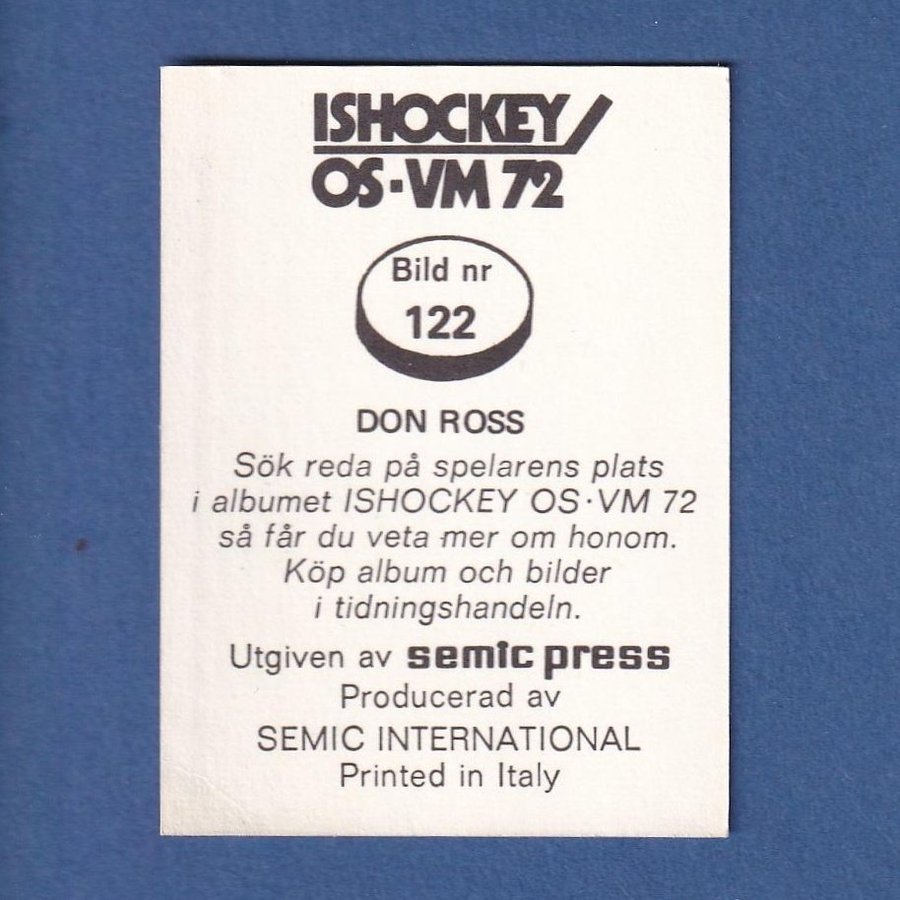 ISHOCKEY
OS·VM 72
Bild nr
122
DON ROSS
Sök reda på spelarens plats
i albumet ISHOCKEY OS·VM 72
så får du veta mer om honom.
Köp album och bilder
i tidningshandeln.
Utgiven av semic press
Producerad av
SEMIC INTERNATIONAL
Printed in Italy